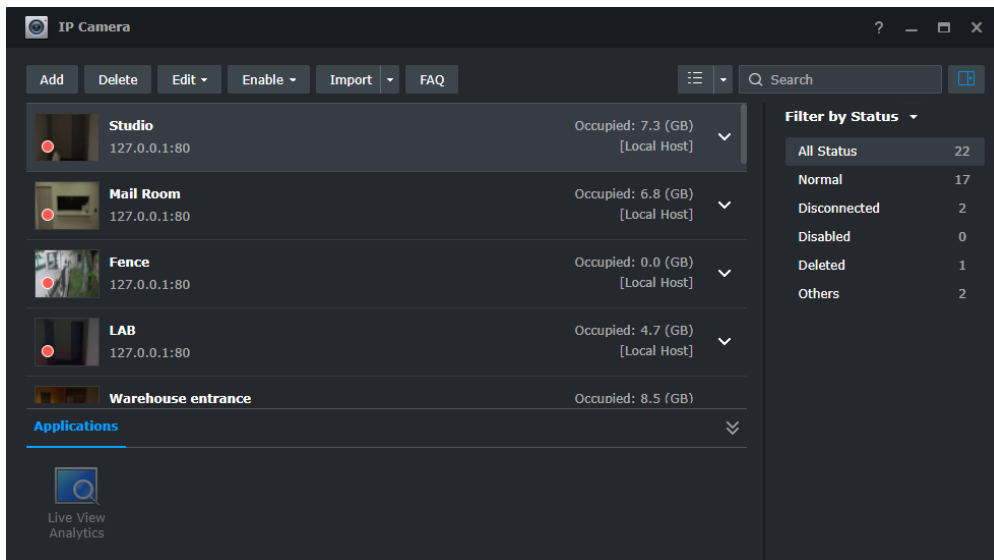 IP Camera
?
Add Delete Edit Enable Import FAQ Search
Studio Occupied: 7.3 (GB)
127.0.0.1:80 [Local Host]
Mail Room Occupied: 6.8 (GB)
127.0.0.1:80 [Local Host]
Fence Occupied: 0.0 (GB)
127.0.0.1:80 [Local Host]
LAB Occupied: 4.7 (GB)
127.0.0.1:80 [Local Host]
Warehouse entrance Occupied: 8.5 (GB)
Filter by Status
All Status 22
Normal 17
Disconnected 2
Disabled 0
Deleted 1
Others 2
Applications
Live View
Analytics